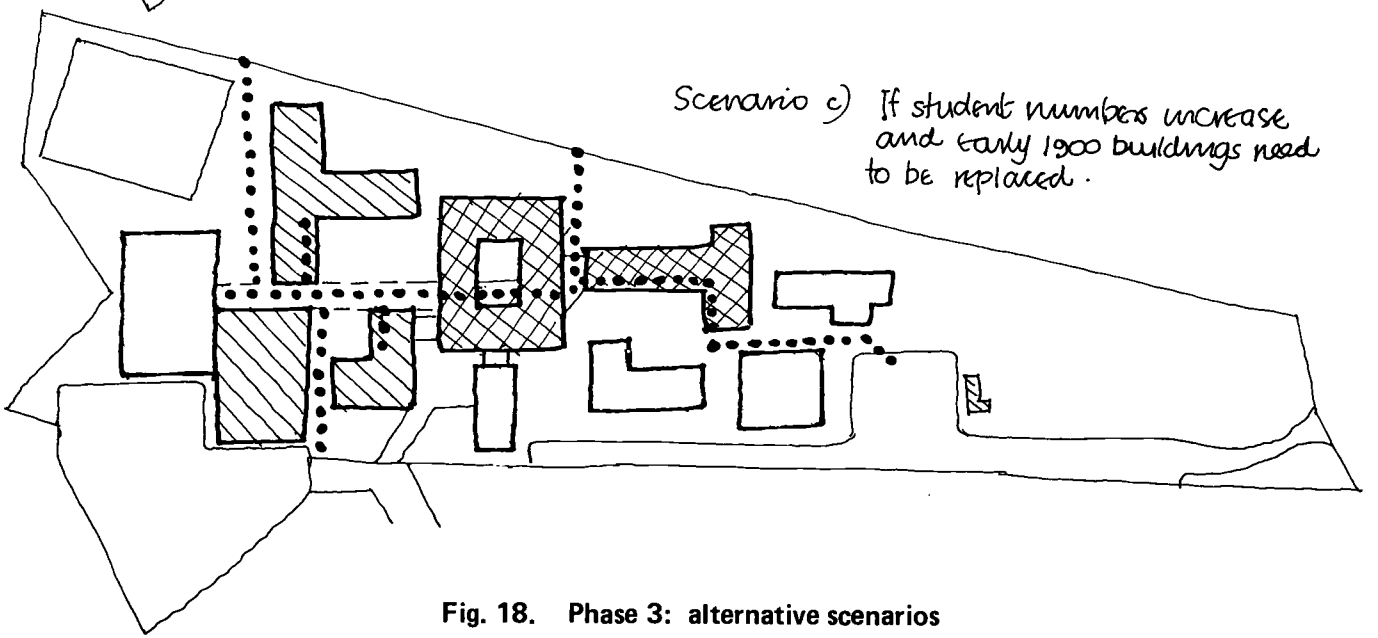 Scenario c) If student numbers increase
and early 1900 buildings need
to be replaced.
Fig. 18. Phase 3: alternative scenarios